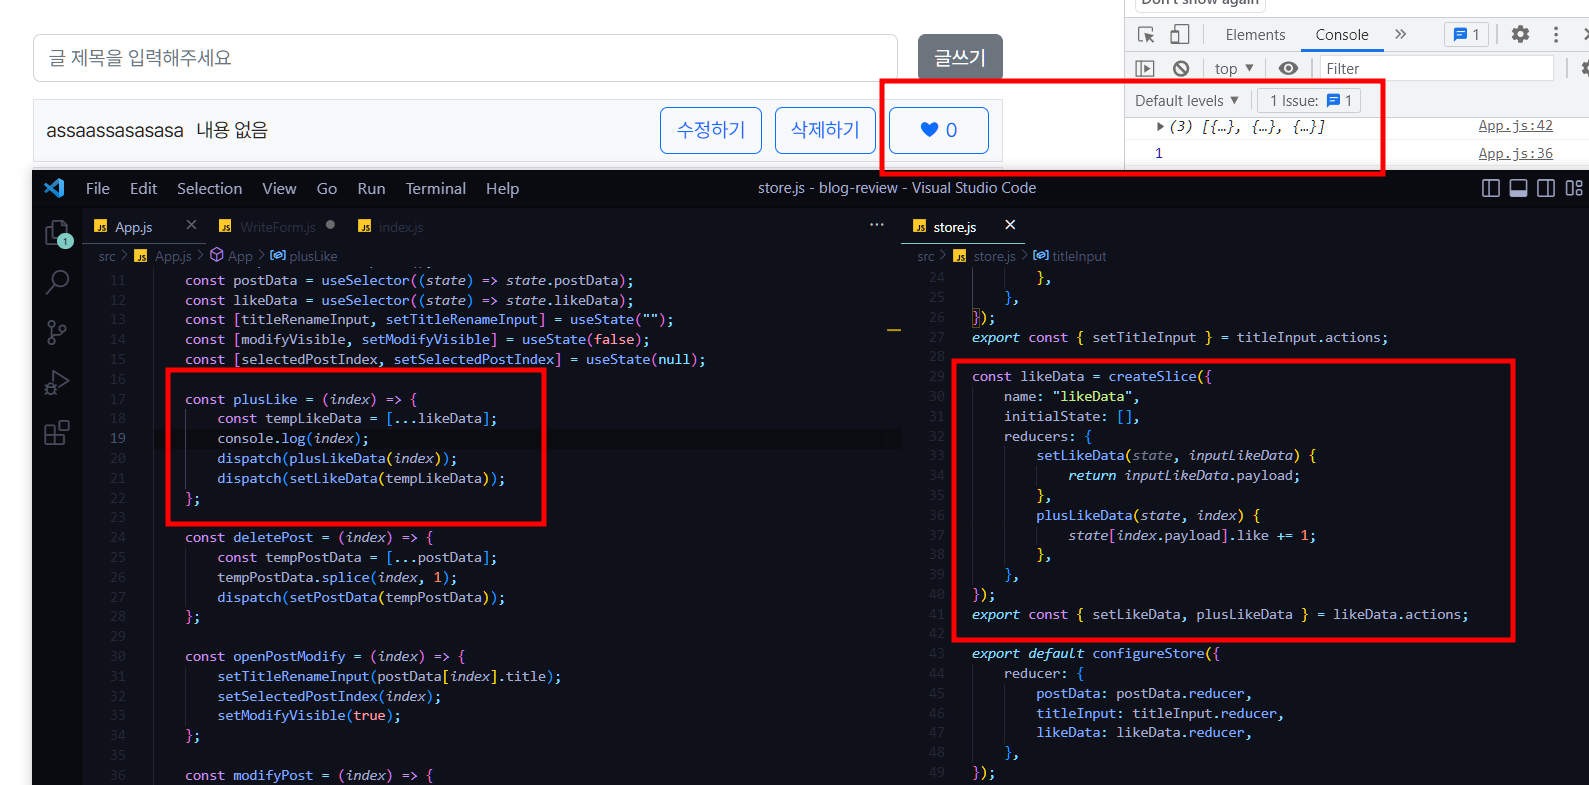 Don't show again
Elements
Console
1
글 제목을 입력해주세요
글쓰기
top
Filter
Default levels
1 Issue:
1
assaassasasasa 내용 없음
수정하기
삭제하기
0
(3) [{…}, {…}, {…}]
App.js:42
1
App.js:36
File Edit Selection View Go Run Terminal Help
store.js - blog-review - Visual Studio Code
1
JS App.js
JS WriteForm.js
JS index.js
src > JS App.js > App > plusLike
11 const postData = useSelector((state) => state.postData);
12 const likeData = useSelector((state) => state.likeData);
13 const [titleRenameInput, setTitleRenameInput] = useState("");
14 const [modifyVisible, setModifyVisible] = useState(false);
15 const [selectedPostIndex, setSelectedPostIndex] = useState(null);
16
17 const plusLike = (index) => {
18 const tempLikeData = [...likeData];
19 console.log(index);
20 dispatch(plusLikeData(index));
21 dispatch(setLikeData(tempLikeData));
22 };
23
24 const deletePost = (index) => {
25 const tempPostData = [...postData];
26 tempPostData.splice(index, 1);
27 dispatch(setPostData(tempPostData));
28 };
29
30 const openPostModify = (index) => {
31 setTitleRenameInput(postData[index].title);
32 setSelectedPostIndex(index);
33 setModifyVisible(true);
34 };
35
36 const modifyPost = (index) => {
JS store.js
src > JS store.js > titleInput
24 },
25 },
26 });
27 export const { setTitleInput } = titleInput.actions;
28
29 const likeData = createSlice({
30 name: "likeData",
31 initialState: [],
32 reducers: {
33 setLikeData(state, inputLikeData) {
34 return inputLikeData.payload;
35 },
36 plusLikeData(state, index) {
37 state[index.payload].like += 1;
38 },
39 },
40 });
41 export const { setLikeData, plusLikeData } = likeData.actions;
42
43 export default configureStore({
44 reducer: {
45 postData: postData.reducer,
46 titleInput: titleInput.reducer,
47 likeData: likeData.reducer,
48 },
49 });